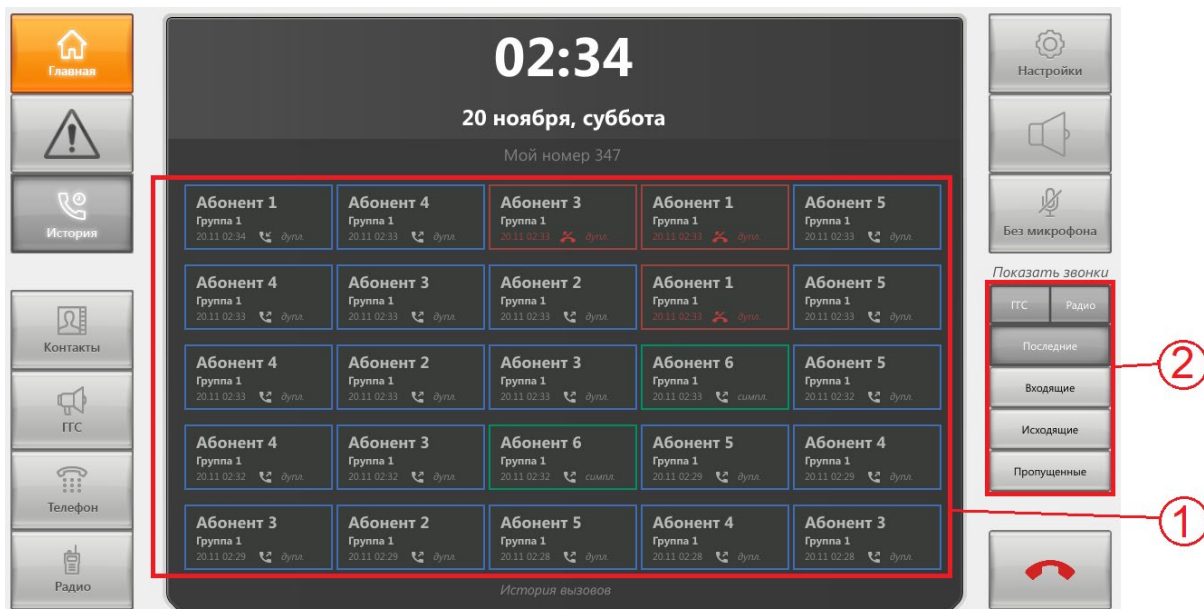 Главная
История
Контакты
ГГС
Телефон
Радио
02:34
20 ноября, суббота
Мой номер 347
Абонент 1 Абонент 4 Абонент 3 Абонент 1 Абонент 5
Группа 1 Группа 1 Группа 1 Группа 1 Группа 1
20.11 02:34 дупл. 20.11 02:33 дупл. 20.11 02:33 дупл. 20.11 02:33 дупл. 20.11 02:33 дупл.
Абонент 4 Абонент 3 Абонент 2 Абонент 1 Абонент 5
Группа 1 Группа 1 Группа 1 Группа 1 Группа 1
20.11 02:33 дупл. 20.11 02:33 дупл. 20.11 02:33 дупл. 20.11 02:33 дупл. 20.11 02:33 дупл.
Абонент 4 Абонент 2 Абонент 3 Абонент 6 Абонент 5
Группа 1 Группа 1 Группа 1 Группа 1 Группа 1
20.11 02:33 дупл. 20.11 02:33 дупл. 20.11 02:33 дупл. 20.11 02:33 симпл. 20.11 02:32 дупл.
Абонент 4 Абонент 3 Абонент 6 Абонент 5 Абонент 4
Группа 1 Группа 1 Группа 1 Группа 1 Группа 1
20.11 02:32 дупл. 20.11 02:32 дупл. 20.11 02:32 симпл. 20.11 02:29 дупл. 20.11 02:29 дупл.
Абонент 3 Абонент 2 Абонент 5 Абонент 4 Абонент 3
Группа 1 Группа 1 Группа 1 Группа 1 Группа 1
20.11 02:29 дупл. 20.11 02:29 дупл. 20.11 02:28 дупл. 20.11 02:28 дупл. 20.11 02:28 дупл.
История вызовов
Настройки
Без микрофона
Показать звонки
ГГС Радио
Последние
Входящие
Исходящие
Пропущенные
2
1